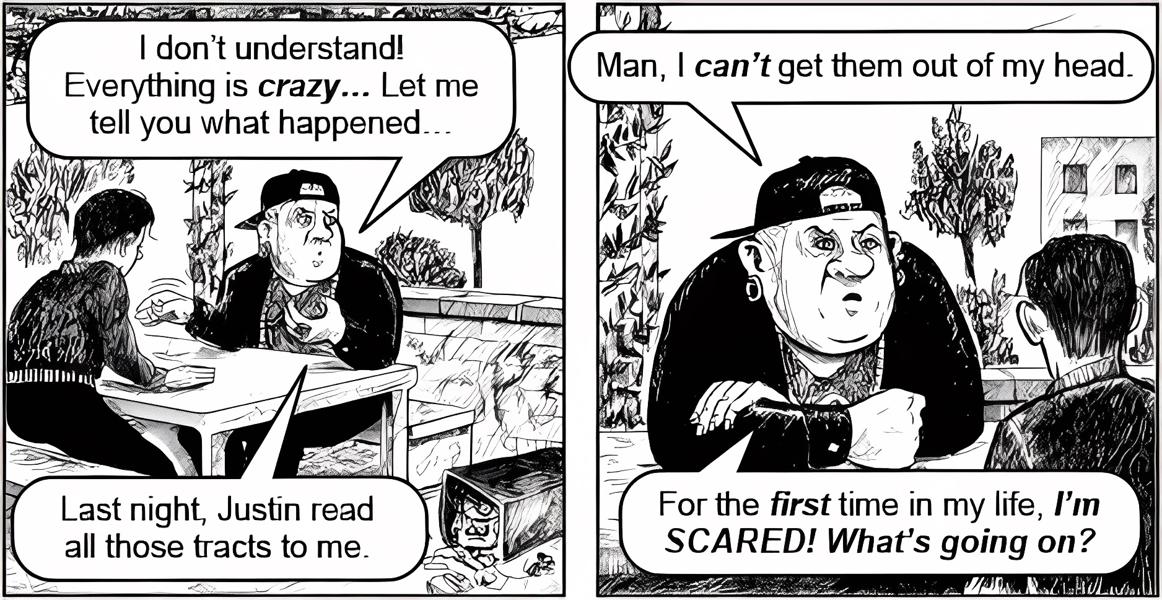 I don't understand!
Everything is crazy... Let me
tell you what happened...
Last night, Justin read
all those tracts to me.
Man, I can't get them out of my head.
For the first time in my life, I'm
SCARED! What's going on?